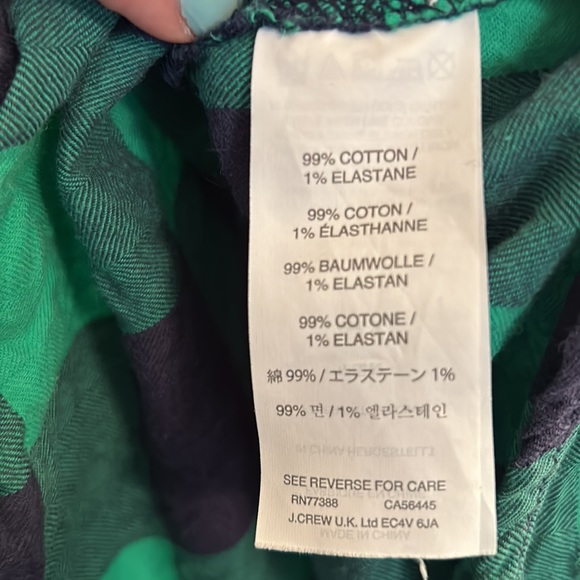 99% COTTON /
1% ELASTANE
99% COTON /
1% ÉLASTHANNE
99% BAUMWOLLE /
1% ELASTAN
99% COTONE /
1% ELASTAN
綿 99% / エラステーン 1%
99% 면 / 1% 엘라스테인
SEE REVERSE FOR CARE
RN77388 CA56445
J.CREW U.K. Ltd EC4V 6JA